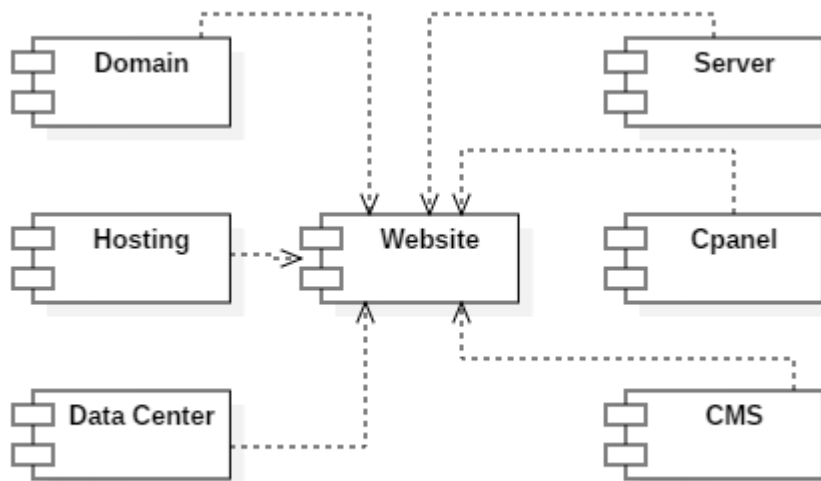 Domain
Server
Hosting
Website
Cpanel
Data Center
CMS